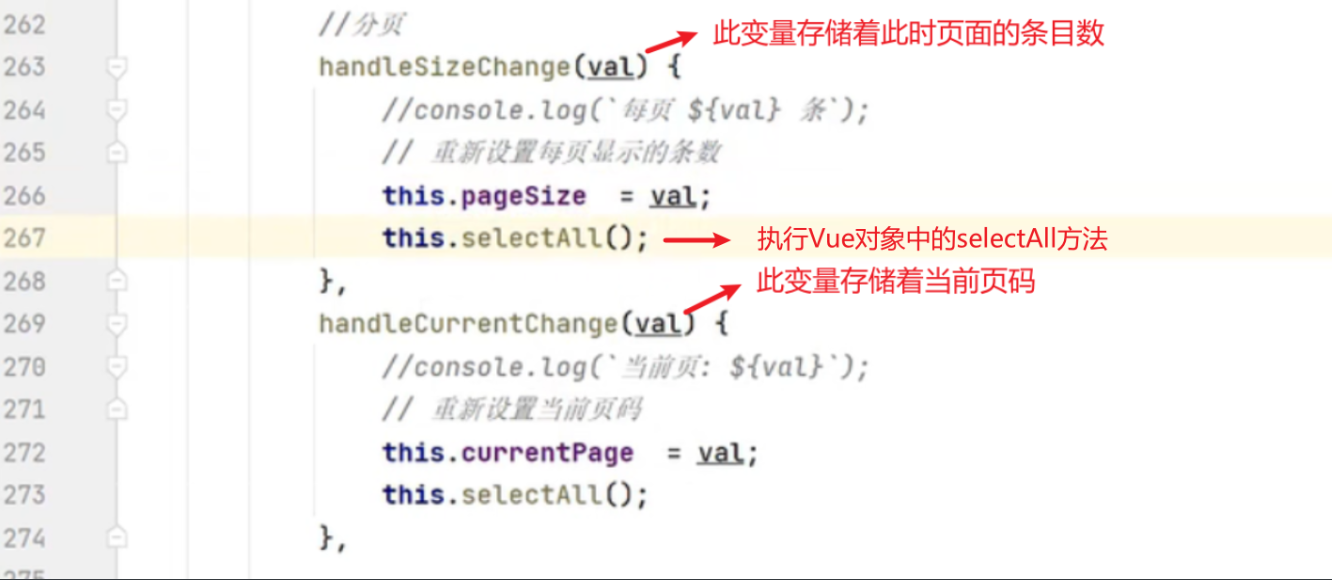 262 //分页 此变量存储着此时页面的条目数
263 handleSizeChange(val) {
264 //console.log(`每页 ${val} 条`);
265 // 重新设置每页显示的条数
266 this.pageSize = val;
267 this.selectAll(); 执行Vue对象中的selectAll方法
268 }, 此变量存储着当前页码
269 handleCurrentChange(val) {
270 //console.log(`当前页: ${val}`);
271 // 重新设置当前页码
272 this.currentPage = val;
273 this.selectAll();
274 },
275